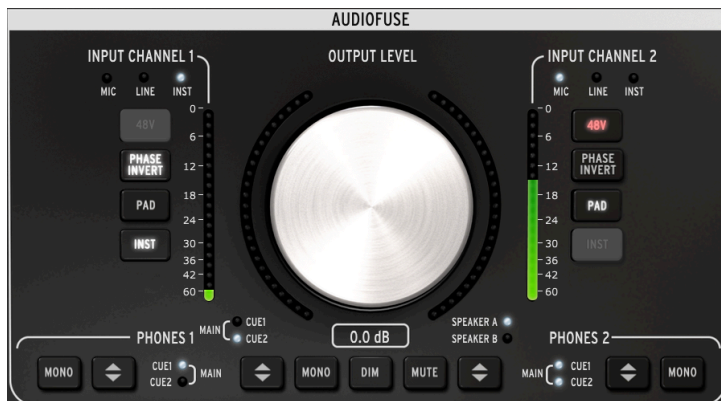 AUDIOFUSE
INPUT CHANNEL 1
MIC LINE INST
48V
PHASE INVERT
PAD
INST
0
6
12
18
24
30
36
42
60
OUTPUT LEVEL
0.0 dB
INPUT CHANNEL 2
MIC LINE INST
0
6
12
18
24
30
36
42
60
48V
PHASE INVERT
PAD
INST
PHONES 1
MONO
CUE1
CUE2
MAIN
MAIN
CUE1
CUE2
MONO
DIM
MUTE
SPEAKER A
SPEAKER B
PHONES 2
MAIN
CUE1
CUE2
MONO